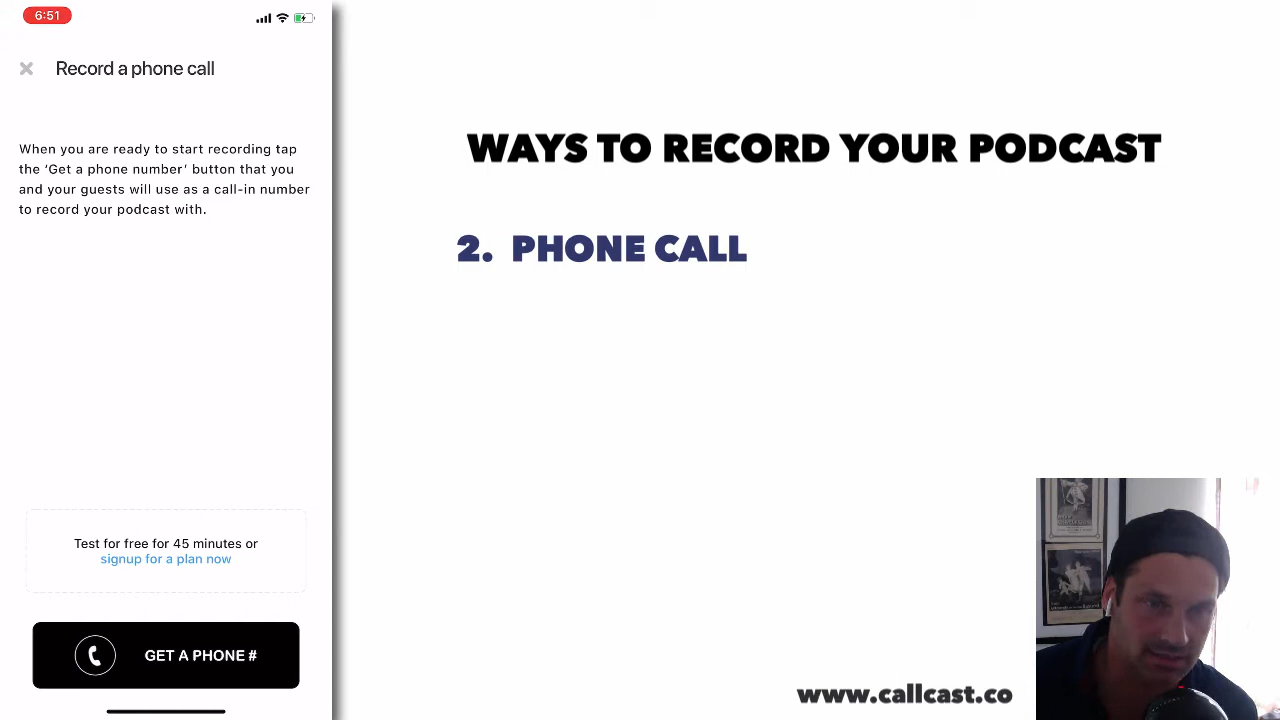 6:51
Record a phone call
When you are ready to start recording tap
the ‘Get a phone number’ button that you
and your guests will use as a call-in number
to record your podcast with.
Test for free for 45 minutes or
signup for a plan now
GET A PHONE #
WAYS TO RECORD YOUR PODCAST
2. PHONE CALL
www.callcast.co